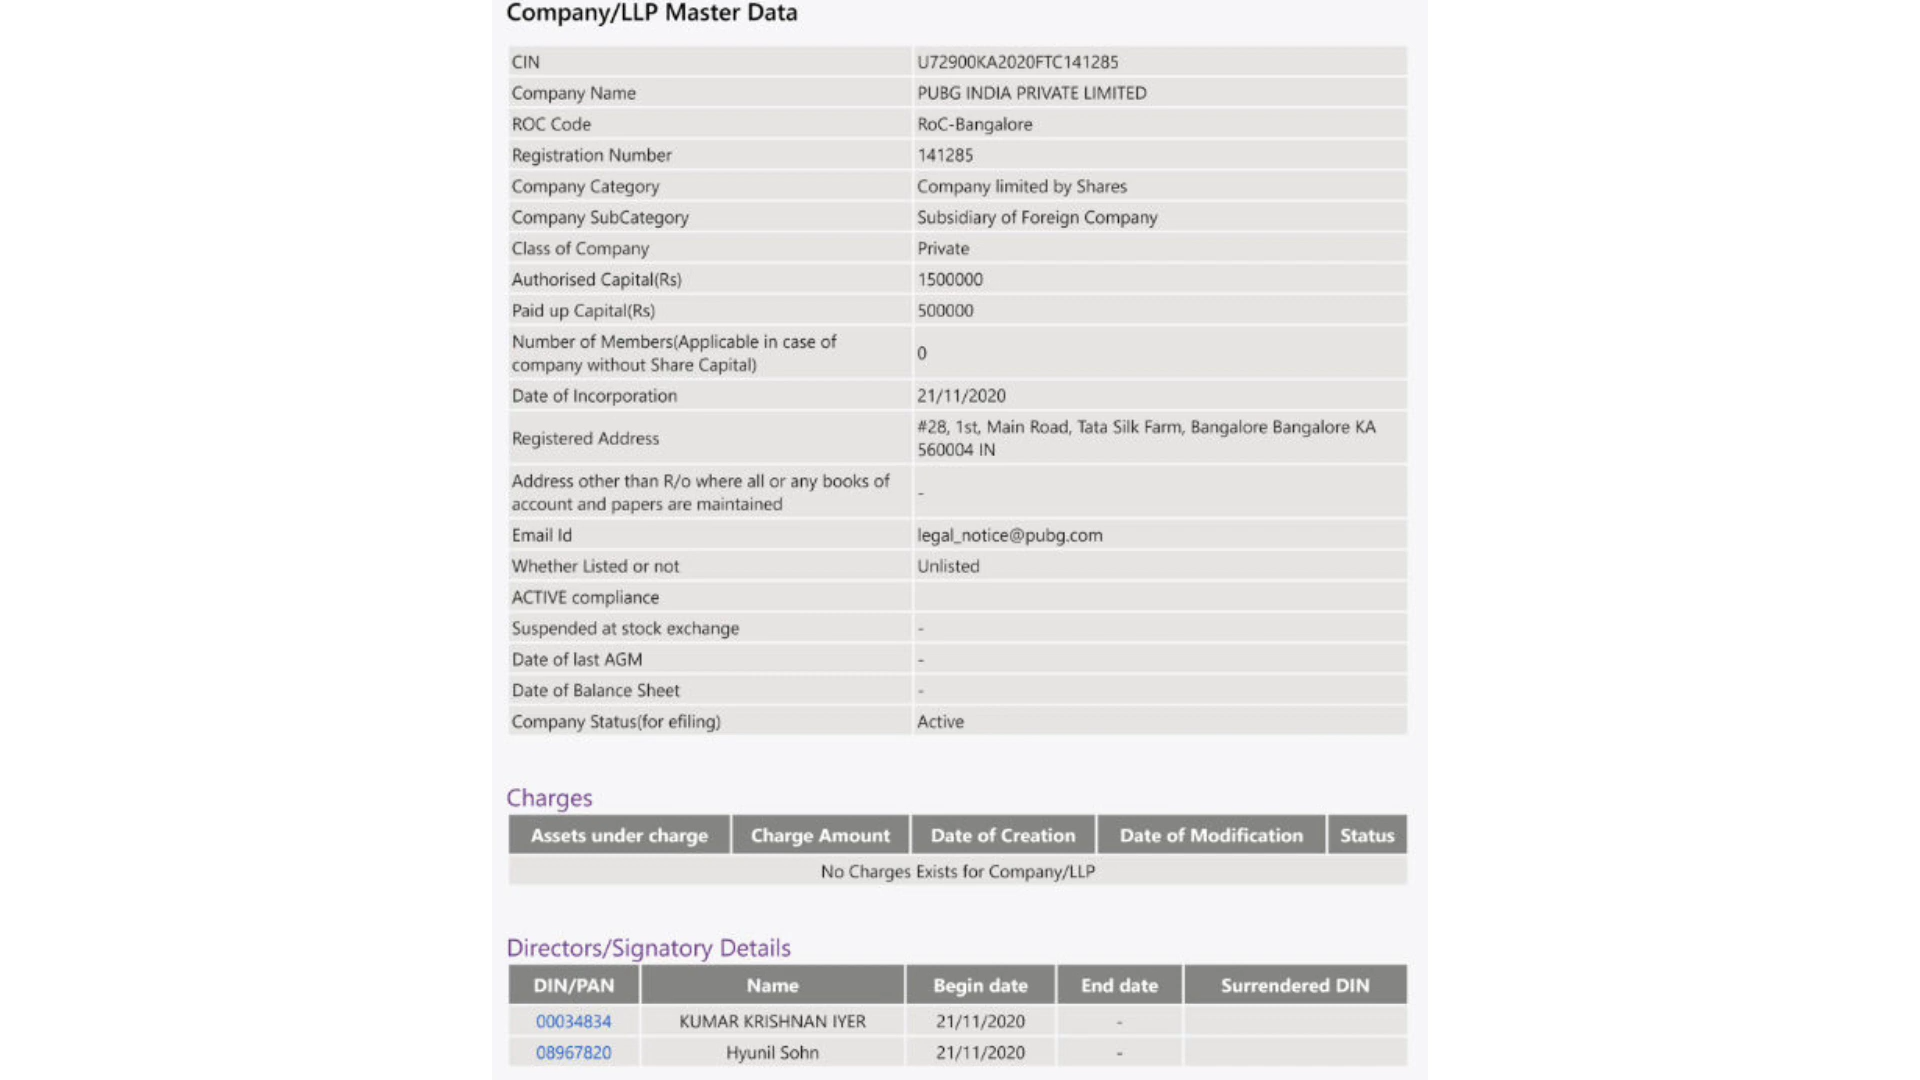 Company/LLP Master Data
CIN U72900KA2020FTC141285
Company Name PUBG INDIA PRIVATE LIMITED
ROC Code RoC-Bangalore
Registration Number 141285
Company Category Company limited by Shares
Company SubCategory Subsidiary of Foreign Company
Class of Company Private
Authorised Capital(Rs) 1500000
Paid up Capital(Rs) 500000
Number of Members(Applicable in case of
company without Share Capital) 0
Date of Incorporation 21/11/2020
Registered Address #28, 1st, Main Road, Tata Silk Farm, Bangalore Bangalore KA
560004 IN
Address other than R/o where all or any books of
account and papers are maintained -
Email Id legal_notice@pubg.com
Whether Listed or not Unlisted
ACTIVE compliance
Suspended at stock exchange -
Date of last AGM -
Date of Balance Sheet -
Company Status(for efiling) Active
Charges
Assets under charge Charge Amount Date of Creation Date of Modification Status
No Charges Exists for Company/LLP
Directors/Signatory Details
DIN/PAN Name Begin date End date Surrendered DIN
00034834 KUMAR KRISHNAN IYER 21/11/2020 -
08967820 Hyunil Sohn 21/11/2020 -